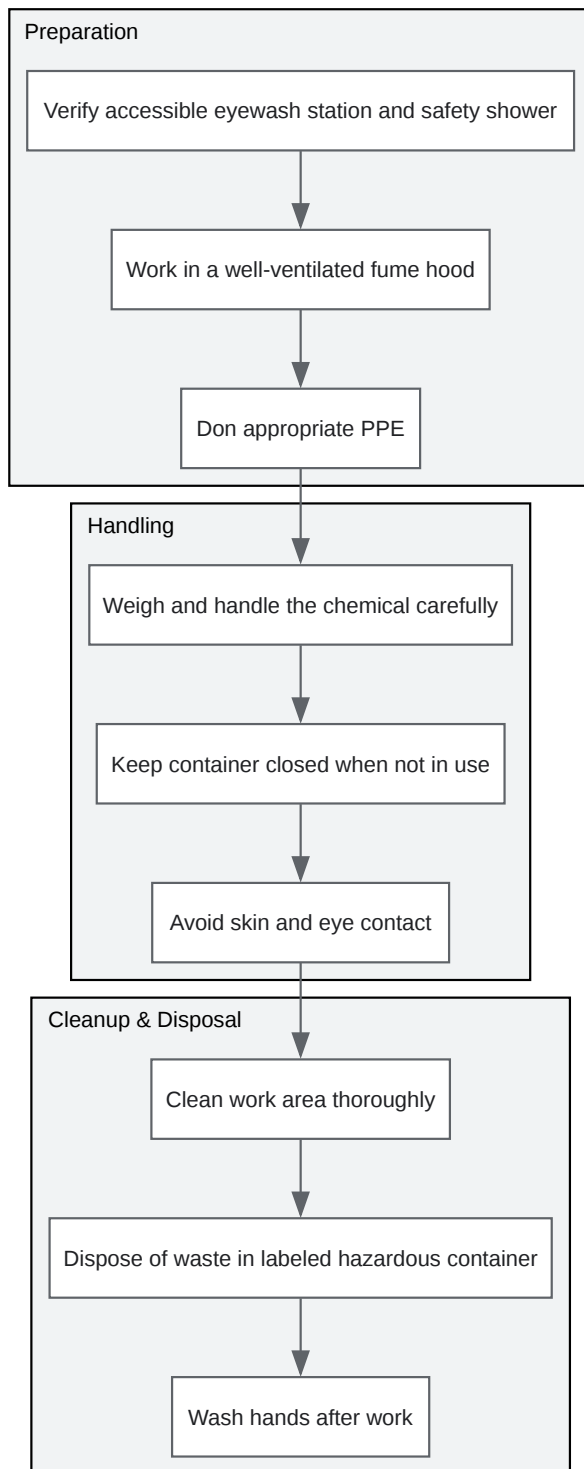 Preparation
Verify accessible eyewash station and safety shower
Work in a well-ventilated fume hood
Don appropriate PPE
Handling
Weigh and handle the chemical carefully
Keep container closed when not in use
Avoid skin and eye contact
Cleanup & Disposal
Clean work area thoroughly
Dispose of waste in labeled hazardous container
Wash hands after work